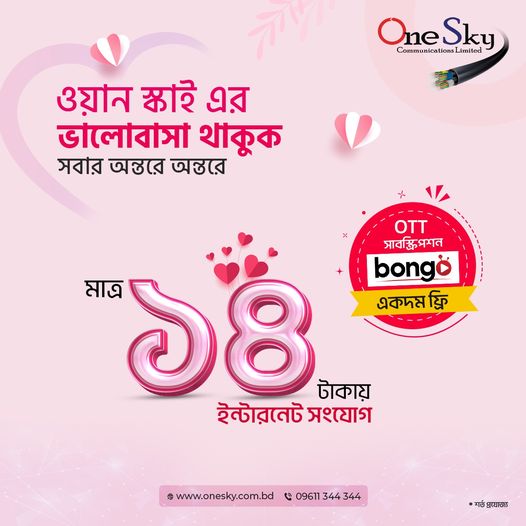 One Sky
Communications Limited
ওয়ান স্কাই এর
ভালোবাসা থাকুক
সবার অন্তরে অন্তরে
OTT
সাবস্ক্রিপশন
bongo
একদম ফ্রি
মাত্র
১৪
টাকায়
ইন্টারনেট সংযোগ
www.onesky.com.bd 09611 344 344
* শর্ত প্রযোজ্য